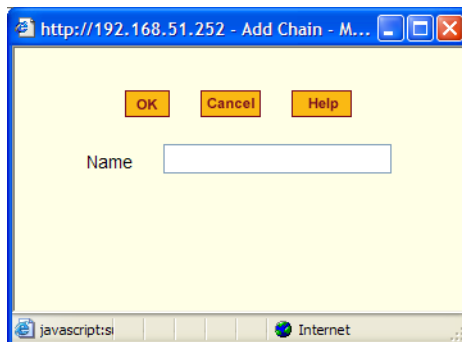 http://192.168.51.252 - Add Chain - M...
OK Cancel Help
Name
javascript:si Internet